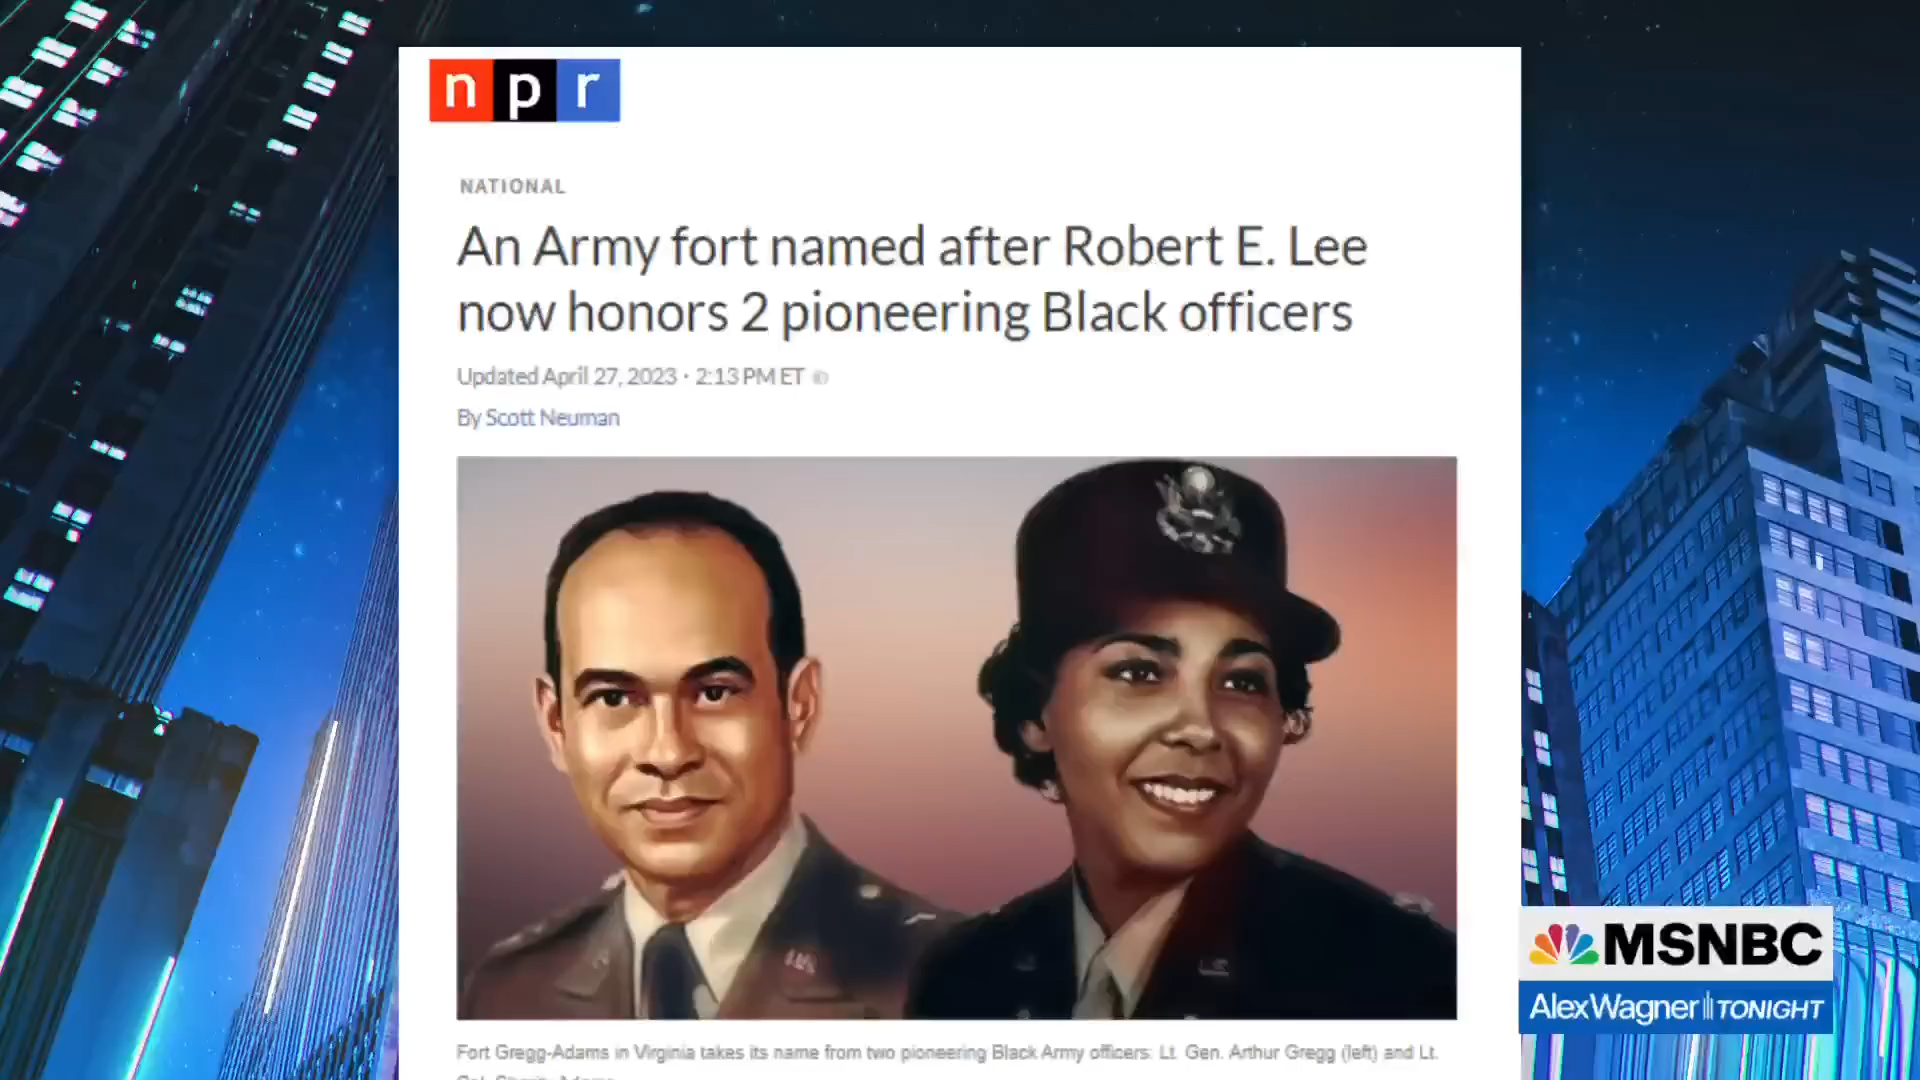 npr
NATIONAL
An Army fort named after Robert E. Lee
now honors 2 pioneering Black officers
Updated April 27, 2023 · 2:13 PM ET
By Scott Neuman
Fort Gregg-Adams in Virginia takes its name from two pioneering Black Army officers: Lt. Gen. Arthur Gregg (left) and Lt.
MSNBC
AlexWagner TONIGHT